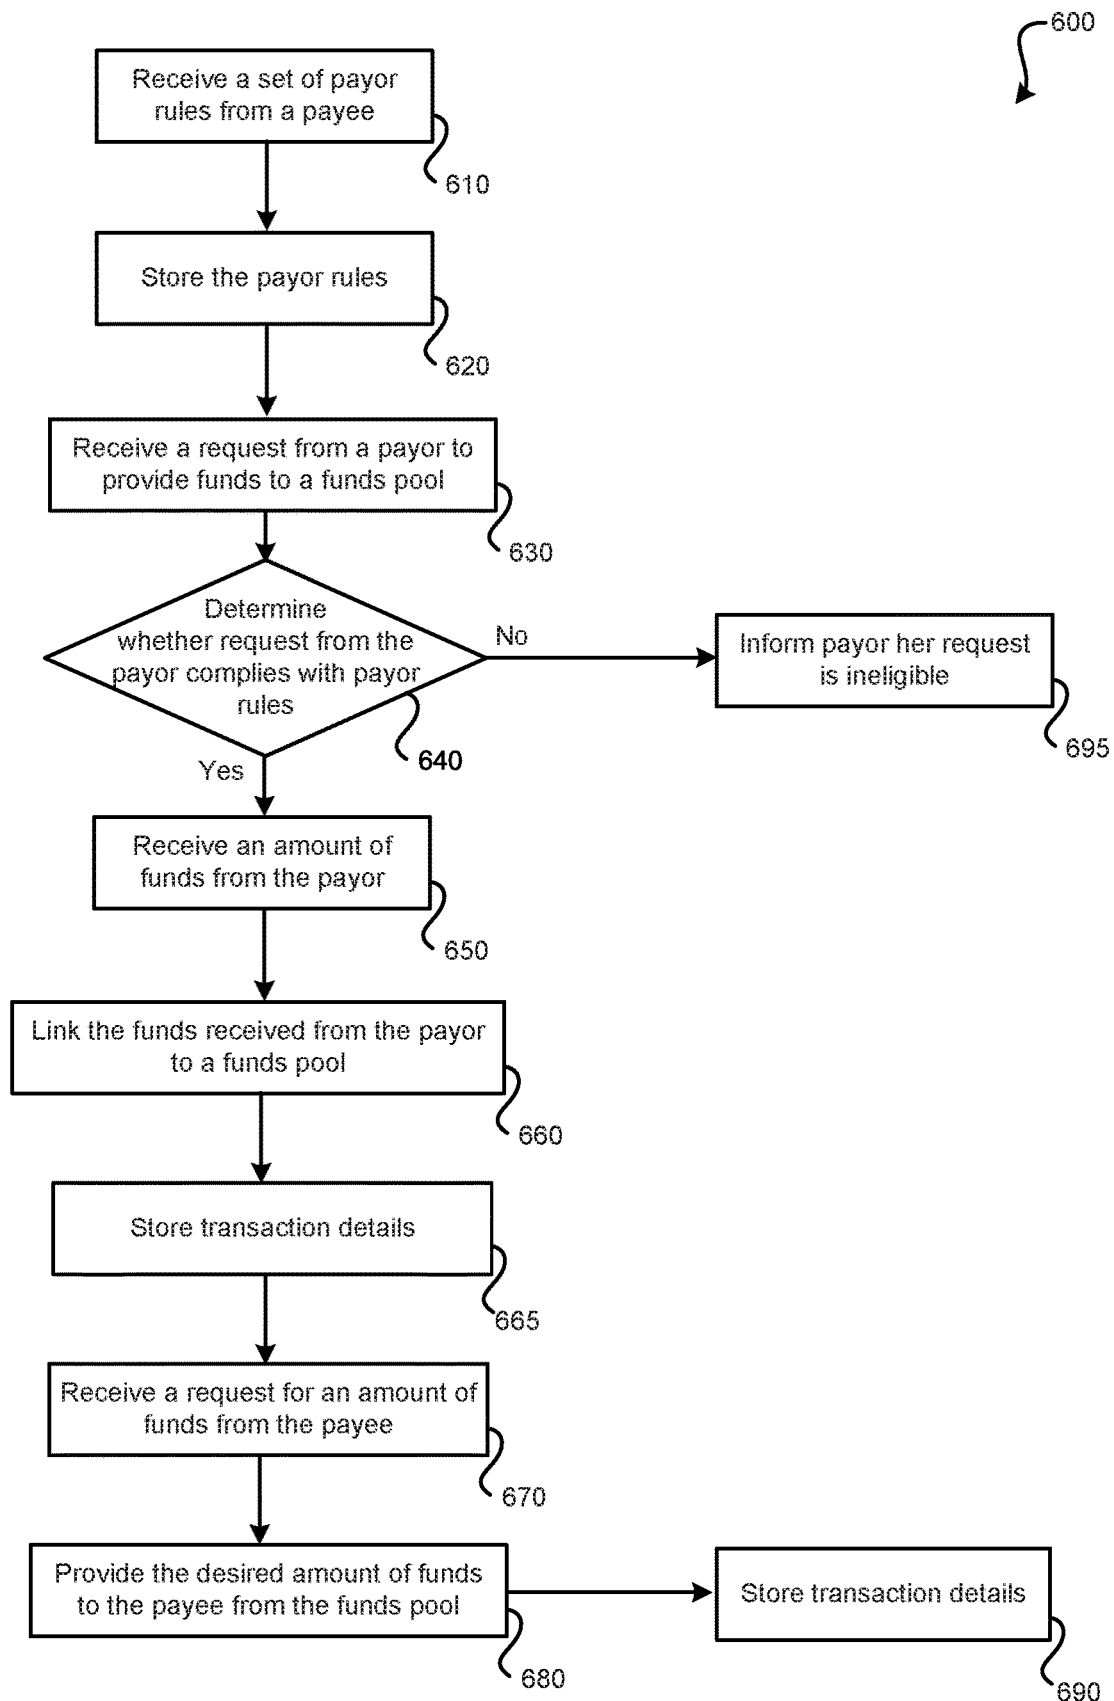 600
Receive a set of payor
rules from a payee
610
Store the payor rules
620
Receive a request from a payor to
provide funds to a funds pool
630
Determine
whether request from the
payor complies with payor
rules
No
640
Yes
Inform payor her request
is ineligible
695
Receive an amount of
funds from the payor
650
Link the funds received from the payor
to a funds pool
660
Store transaction details
665
Receive a request for an amount of
funds from the payee
670
Provide the desired amount of funds
to the payee from the funds pool
680
Store transaction details
690